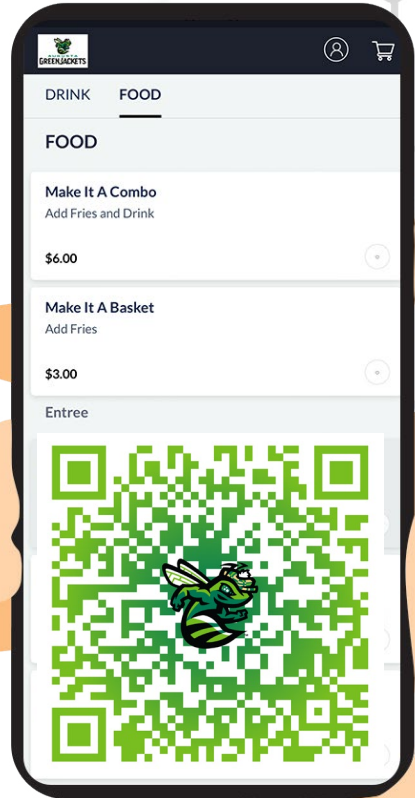 AUGUSTA
GREENJACKETS
DRINK FOOD
FOOD
Make It A Combo
Add Fries and Drink
$6.00
Make It A Basket
Add Fries
$3.00
Entree